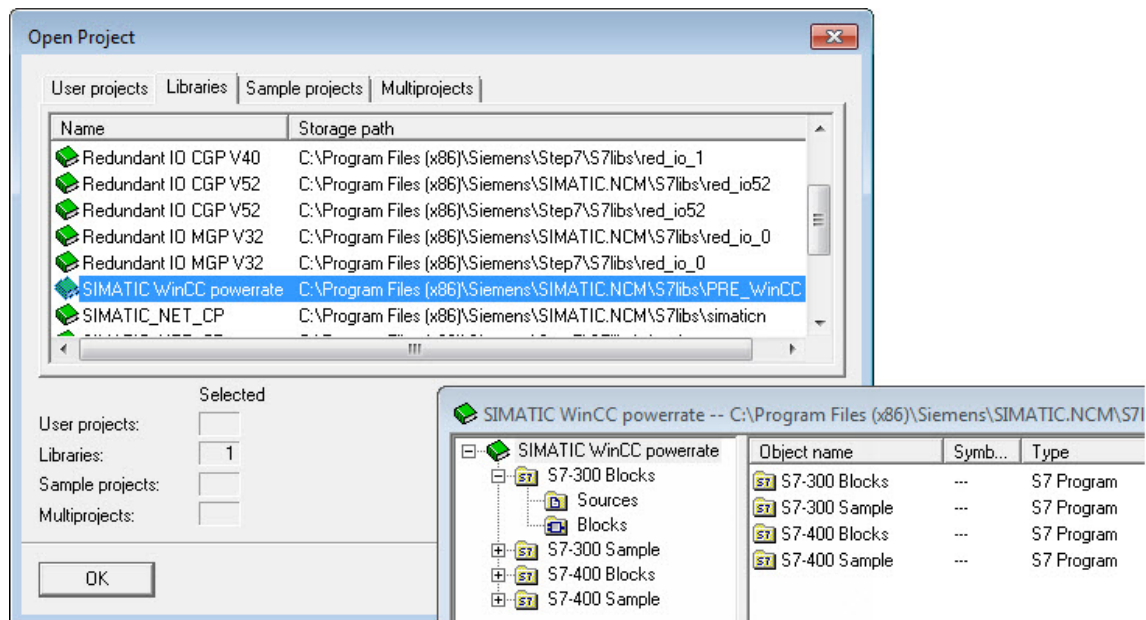 Open Project
User projects Libraries Sample projects Multiprojects
Name Storage path
Redundant IO CGP V40 C:\Program Files (x86)\Siemens\Step7\S7libs\red_io_1
Redundant IO CGP V52 C:\Program Files (x86)\Siemens\SIMATIC.NCM\S7libs\red_io52
Redundant IO CGP V52 C:\Program Files (x86)\Siemens\Step7\S7libs\red_io52
Redundant IO MGP V32 C:\Program Files (x86)\Siemens\SIMATIC.NCM\S7libs\red_io_0
Redundant IO MGP V32 C:\Program Files (x86)\Siemens\Step7\S7libs\red_io_0
SIMATIC WinCC powerrate C:\Program Files (x86)\Siemens\SIMATIC.NCM\S7libs\PRE_WinCC
SIMATIC_NET_CP C:\Program Files (x86)\Siemens\SIMATIC.NCM\S7libs\simaticn
Selected
User projects:
Libraries: 1
Sample projects:
Multiprojects:
OK
SIMATIC WinCC powerrate -- C:\Program Files (x86)\Siemens\SIMATIC.NCM\S7l
SIMATIC WinCC powerrate
S7-300 Blocks
Sources
Blocks
S7-300 Sample
S7-400 Blocks
S7-400 Sample
Object name Symb... Type
S7-300 Blocks --- S7 Program
S7-300 Sample --- S7 Program
S7-400 Blocks --- S7 Program
S7-400 Sample --- S7 Program